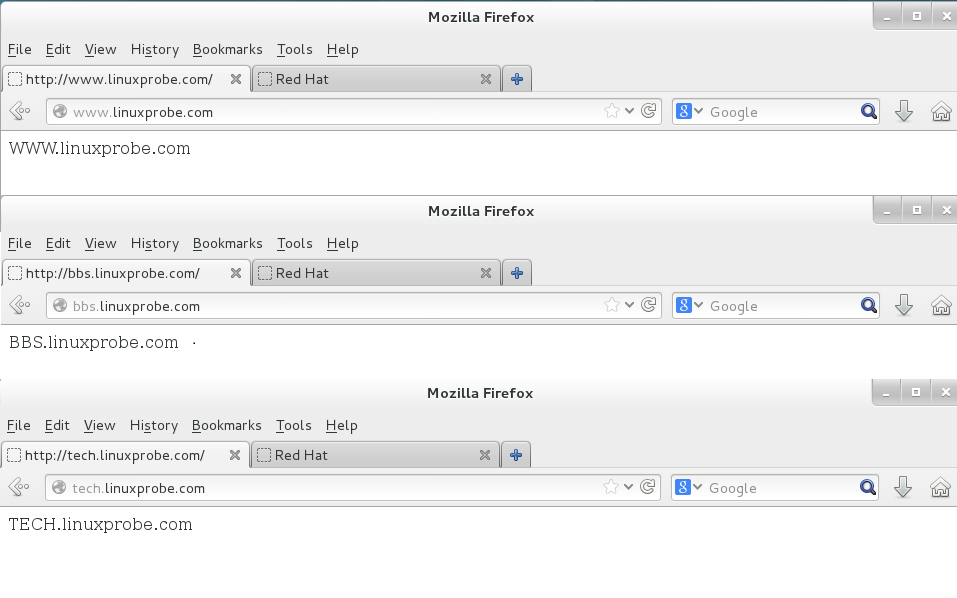 Mozilla Firefox
File Edit View History Bookmarks Tools Help
http://www.linuxprobe.com/ Red Hat
www.linuxprobe.com 8 Google
WWW.linuxprobe.com
Mozilla Firefox
File Edit View History Bookmarks Tools Help
http://bbs.linuxprobe.com/ Red Hat
bbs.linuxprobe.com 8 Google
BBS.linuxprobe.com .
Mozilla Firefox
File Edit View History Bookmarks Tools Help
http://tech.linuxprobe.com/ Red Hat
tech.linuxprobe.com 8 Google
TECH.linuxprobe.com